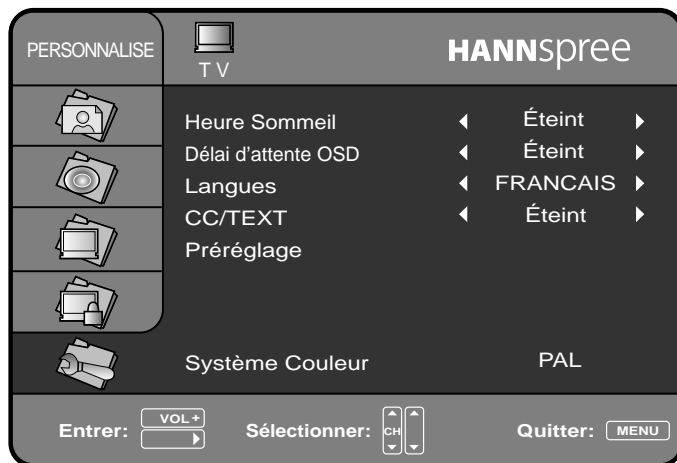 PERSONNALISE
TV
HANNspree
Heure Sommeil Éteint
Délai d'attente OSD Éteint
Langues FRANCAIS
CC/TEXT Éteint
Préréglage
Système Couleur PAL
Entrer: VOL+ Sélectionner: CH Quitter: MENU